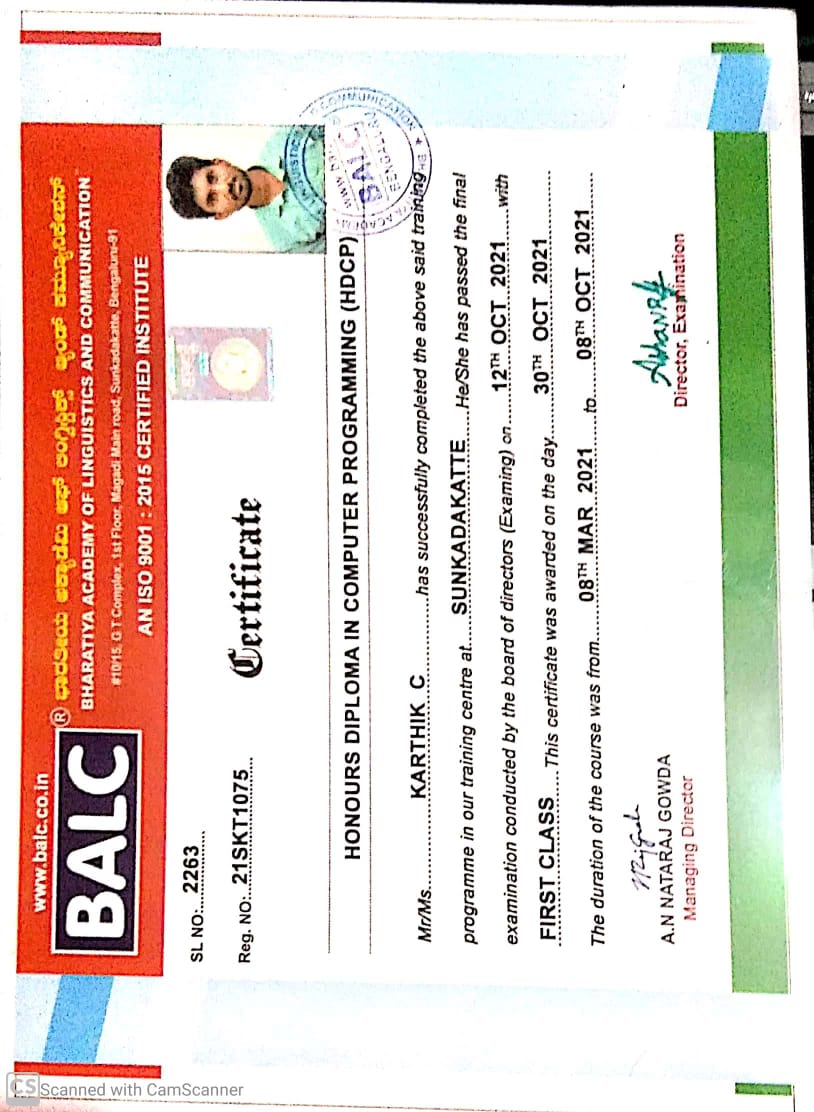 www.balc.co.in
BALC ®
ಭಾರತೀಯ ಅಕ್ಯಾಡೆಮಿ ಆಫ್ ಲಿಂಗ್ವಿಸ್ಟಿಕ್ಸ್ ಆ್ಯಂಡ್ ಕಮ್ಯೂನಿಕೇಷನ್
BHARATIYA ACADEMY OF LINGUISTICS AND COMMUNICATION
#10/15, G T Complex, 1st Floor, Magadi Main road, Sunkadakatte, Bengaluru-91
AN ISO 9001 : 2015 CERTIFIED INSTITUTE
SL NO:....2263..........
Reg. NO:..21SKT1075....
Certificate
HONOURS DIPLOMA IN COMPUTER PROGRAMMING (HDCP)
BALC
Mr/Ms..........KARTHIK C..........has successfully completed the above said training
programme in our training centre at.....SUNKADAKATTE.....He/She has passed the final
examination conducted by the board of directors (Examing) on.....12TH OCT 2021.....with
FIRST CLASS.....This certificate was awarded on the day.....30TH OCT 2021..........
The duration of the course was from.....08TH MAR 2021.....to.....08TH OCT 2021.....
A.N NATARAJ GOWDA
Managing Director
Director, Examination
CS Scanned with CamScanner